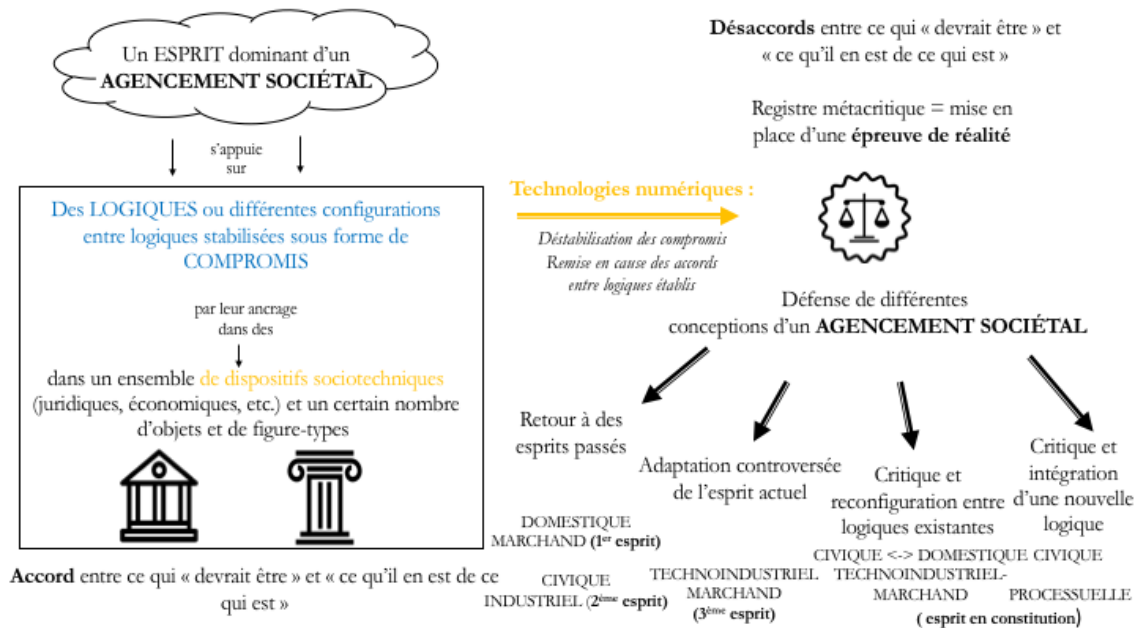 Un ESPRIT dominant d'un
AGENCEMENT SOCIÉTAL
s'appuie
sur
Des LOGIQUES ou différentes configurations
entre logiques stabilisées sous forme de
COMPROMIS
par leur ancrage
dans des
dans un ensemble de dispositifs sociotechniques
(juridiques, économiques, etc.) et un certain nombre
d'objets et de figure-types
Accord entre ce qui « devrait être » et « ce qu'il en est de ce
qui est »
Technologies numériques :
Déstabilisation des compromis
Remise en cause des accords
entre logiques établis
Désaccords entre ce qui « devrait être » et
« ce qu'il en est de ce qui est »
Registre métacritique = mise en
place d'une épreuve de réalité
Défense de différentes
conceptions d'un AGENCEMENT SOCIÉTAL
Retour à des
esprits passés
DOMESTIQUE
MARCHAND (1er esprit)
CIVIQUE
INDUSTRIEL (2ème esprit)
Adaptation controversée
de l'esprit actuel
TECHNOINDUSTRIEL
MARCHAND
(3ème esprit)
Critique et
reconfiguration entre
logiques existantes
CIVIQUE <-> DOMESTIQUE
TECHNOINDUSTRIEL-
MARCHAND
Critique et
intégration
d'une nouvelle
logique
CIVIQUE
PROCESSUELLE
( esprit en constitution)